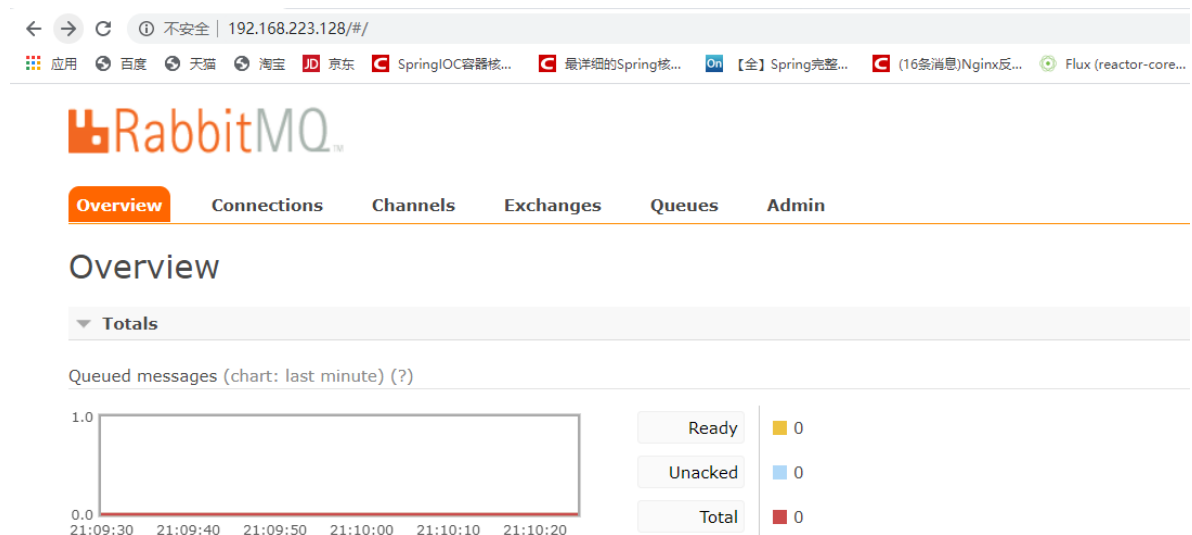 不安全 | 192.168.223.128/#/
应用 百度 天猫 淘宝 JD 京东 C SpringIOC容器核... C 最详细的Spring核... On 【全】Spring完整... C (16条消息)Nginx反... Flux (reactor-core...
RabbitMQ TM
Overview Connections Channels Exchanges Queues Admin
Overview
Totals
Queued messages (chart: last minute) (?)
1.0
Ready 0
Unacked 0
0.0
Total 0
21:09:30 21:09:40 21:09:50 21:10:00 21:10:10 21:10:20